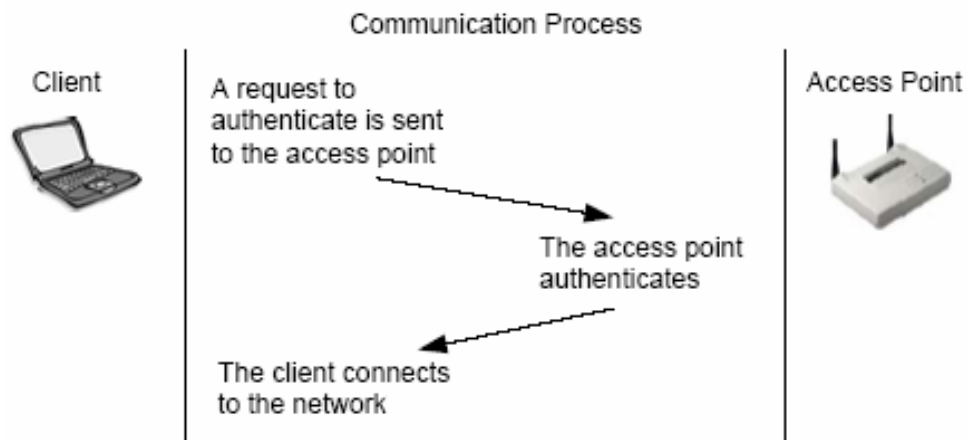 Communication Process
Client
Access Point
A request to
authenticate is sent
to the access point
The access point
authenticates
The client connects
to the network